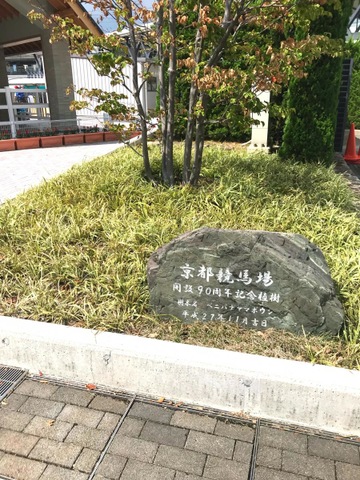 京都競馬場
開設90周年記念植樹
樹木名 ベニバナママボウシ
平成27年11月吉日